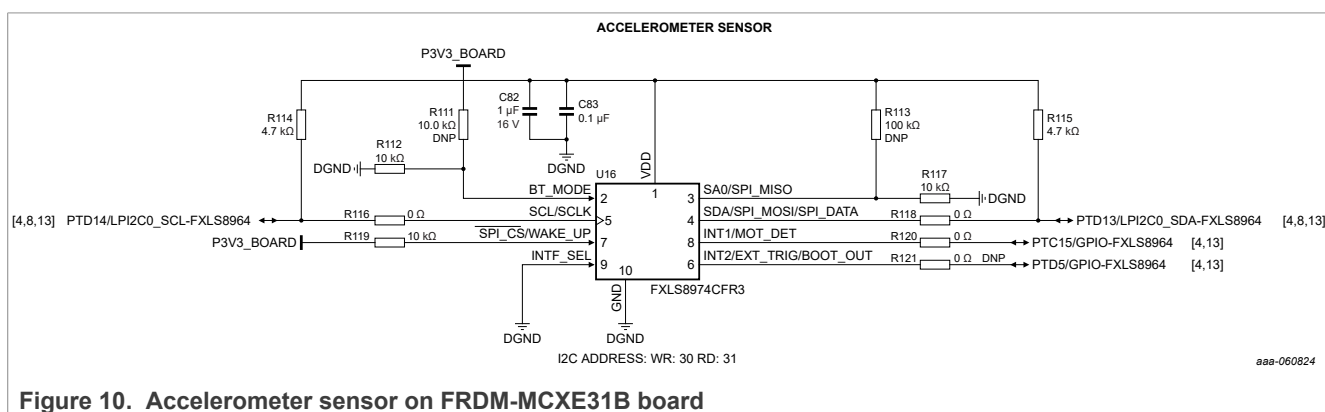 ACCELEROMETER SENSOR
P3V3_BOARD
R114
4.7 kΩ
R111
10.0 kΩ
DNP
C82
1 µF
16 V
C83
0.1 µF
R113
100 kΩ
DNP
R115
4.7 kΩ
R112
10 kΩ
DGND
DGND
R117
10 kΩ
DGND
U16
VDD
1
BT_MODE
2
3
SA0/SPI_MISO
[4,8,13] PTD14/LPI2C0_SCL-FXLS8964
R116
0 Ω
SCL/SCLK
5
4
SDA/SPI_MOSI/SPI_DATA
R118
0 Ω
PTD13/LPI2C0_SDA-FXLS8964 [4,8,13]
P3V3_BOARD
R119
10 kΩ
SPI_CS/WAKE_UP
7
8
INT1/MOT_DET
R120
0 Ω
PTC15/GPIO-FXLS8964 [4,13]
INTF_SEL
9
10
GND
6
INT2/EXT_TRIG/BOOT_OUT
R121
0 Ω
DNP
PTD5/GPIO-FXLS8964 [4,13]
FXLS8974CFR3
DGND
DGND
I2C ADDRESS: WR: 30 RD: 31
aaa-060824
Figure 10. Accelerometer sensor on FRDM-MCXE31B board